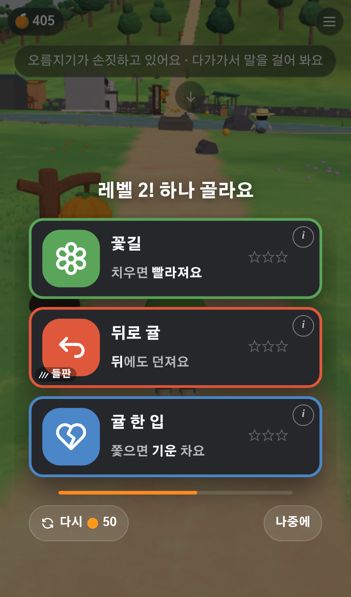 405
오름지기가 손짓하고 있어요 · 다가가서 말을 걸어 봐요
레벨 2! 하나 골라요
꽃길
i
치우면 빨라져요
뒤로 귤
i
뒤에도 던져요
들판
귤 한 입
i
쫓으면 기운 차요
다시 50
나중에